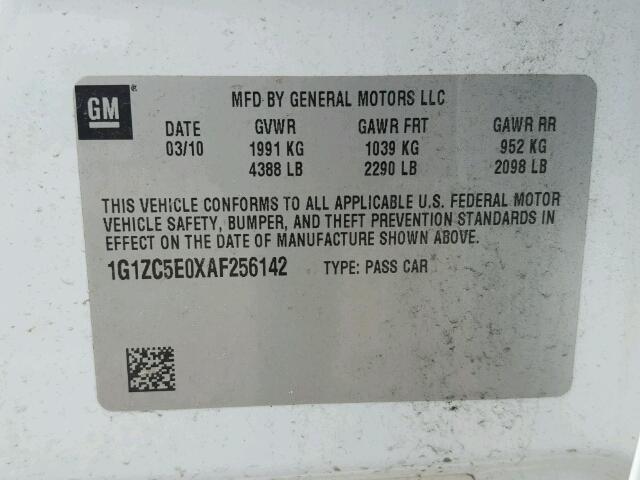 GM ®
MFD BY GENERAL MOTORS LLC
DATE GVWR GAWR FRT GAWR RR
03/10 1991 KG 1039 KG 952 KG
4388 LB 2290 LB 2098 LB
THIS VEHICLE CONFORMS TO ALL APPLICABLE U.S. FEDERAL MOTOR
VEHICLE SAFETY, BUMPER, AND THEFT PREVENTION STANDARDS IN
EFFECT ON THE DATE OF MANUFACTURE SHOWN ABOVE.
1G1ZC5E0XAF256142 TYPE: PASS CAR